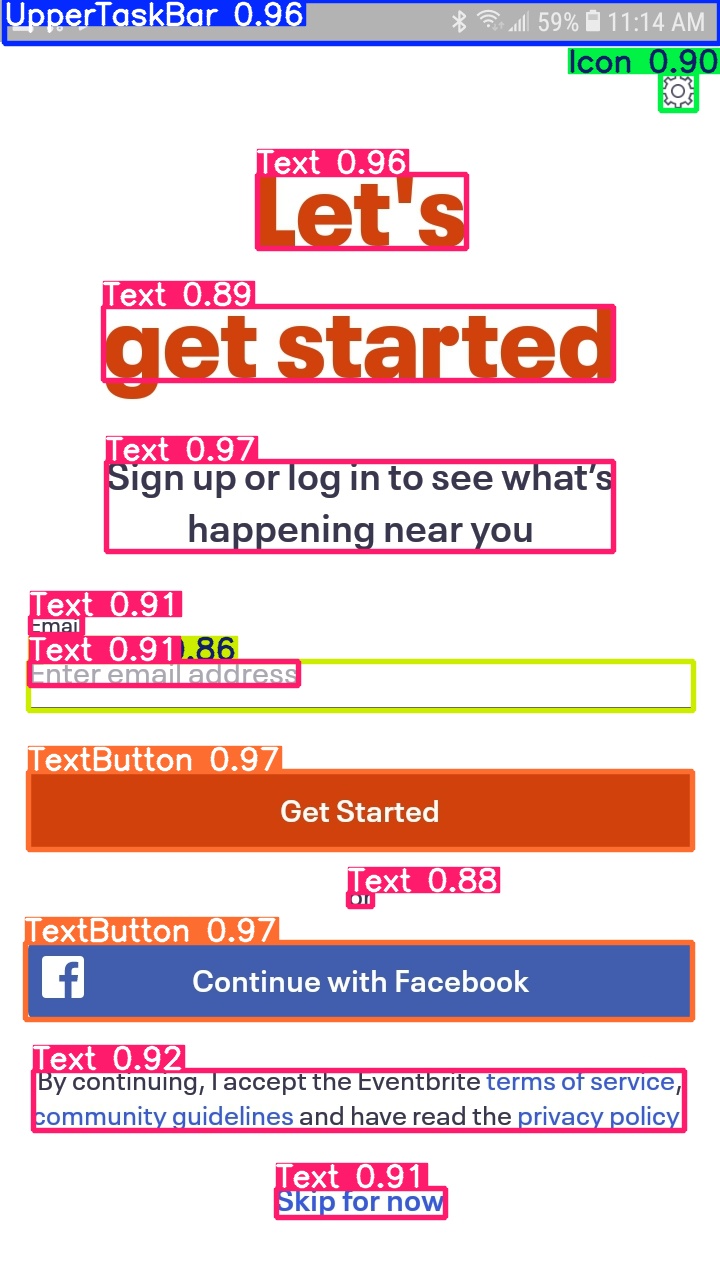 UpperTaskBar 0.96
59% 11:14 AM
Icon 0.90
Text 0.96
Let's
Text 0.89
get started
Text 0.97
Sign up or log in to see what's
happening near you
Text 0.91
Email
Text 0.91 .86
Enter email address
TextButton 0.97
Get Started
Text 0.88
or
TextButton 0.97
Continue with Facebook
Text 0.92
By continuing, I accept the Eventbrite terms of service,
community guidelines and have read the privacy policy
Text 0.91
Skip for now